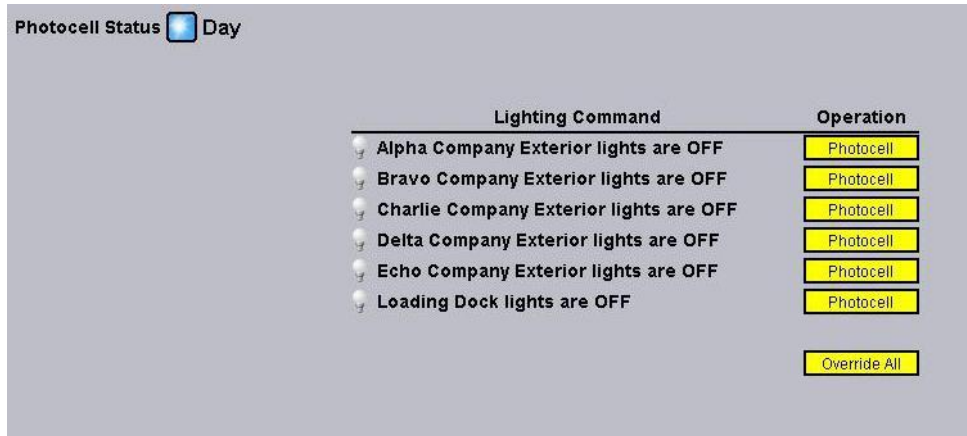 Photocell Status Day
Lighting Command Operation
Alpha Company Exterior lights are OFF Photocell
Bravo Company Exterior lights are OFF Photocell
Charlie Company Exterior lights are OFF Photocell
Delta Company Exterior lights are OFF Photocell
Echo Company Exterior lights are OFF Photocell
Loading Dock lights are OFF Photocell
Override All